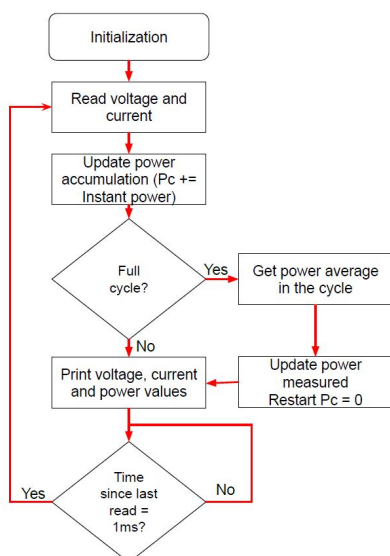 Initialization
Read voltage and
current
Update power
accumulation (Pc +=
Instant power)
Full
cycle?
Yes
Get power average
in the cycle
No
Print voltage, current
and power values
Update power
measured
Restart Pc = 0
Time
since last
read =
1ms?
Yes
No